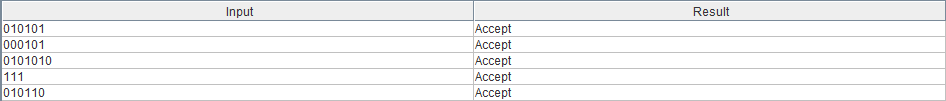 Input Result
010101 Accept
000101 Accept
0101010 Accept
111 Accept
010110 Accept